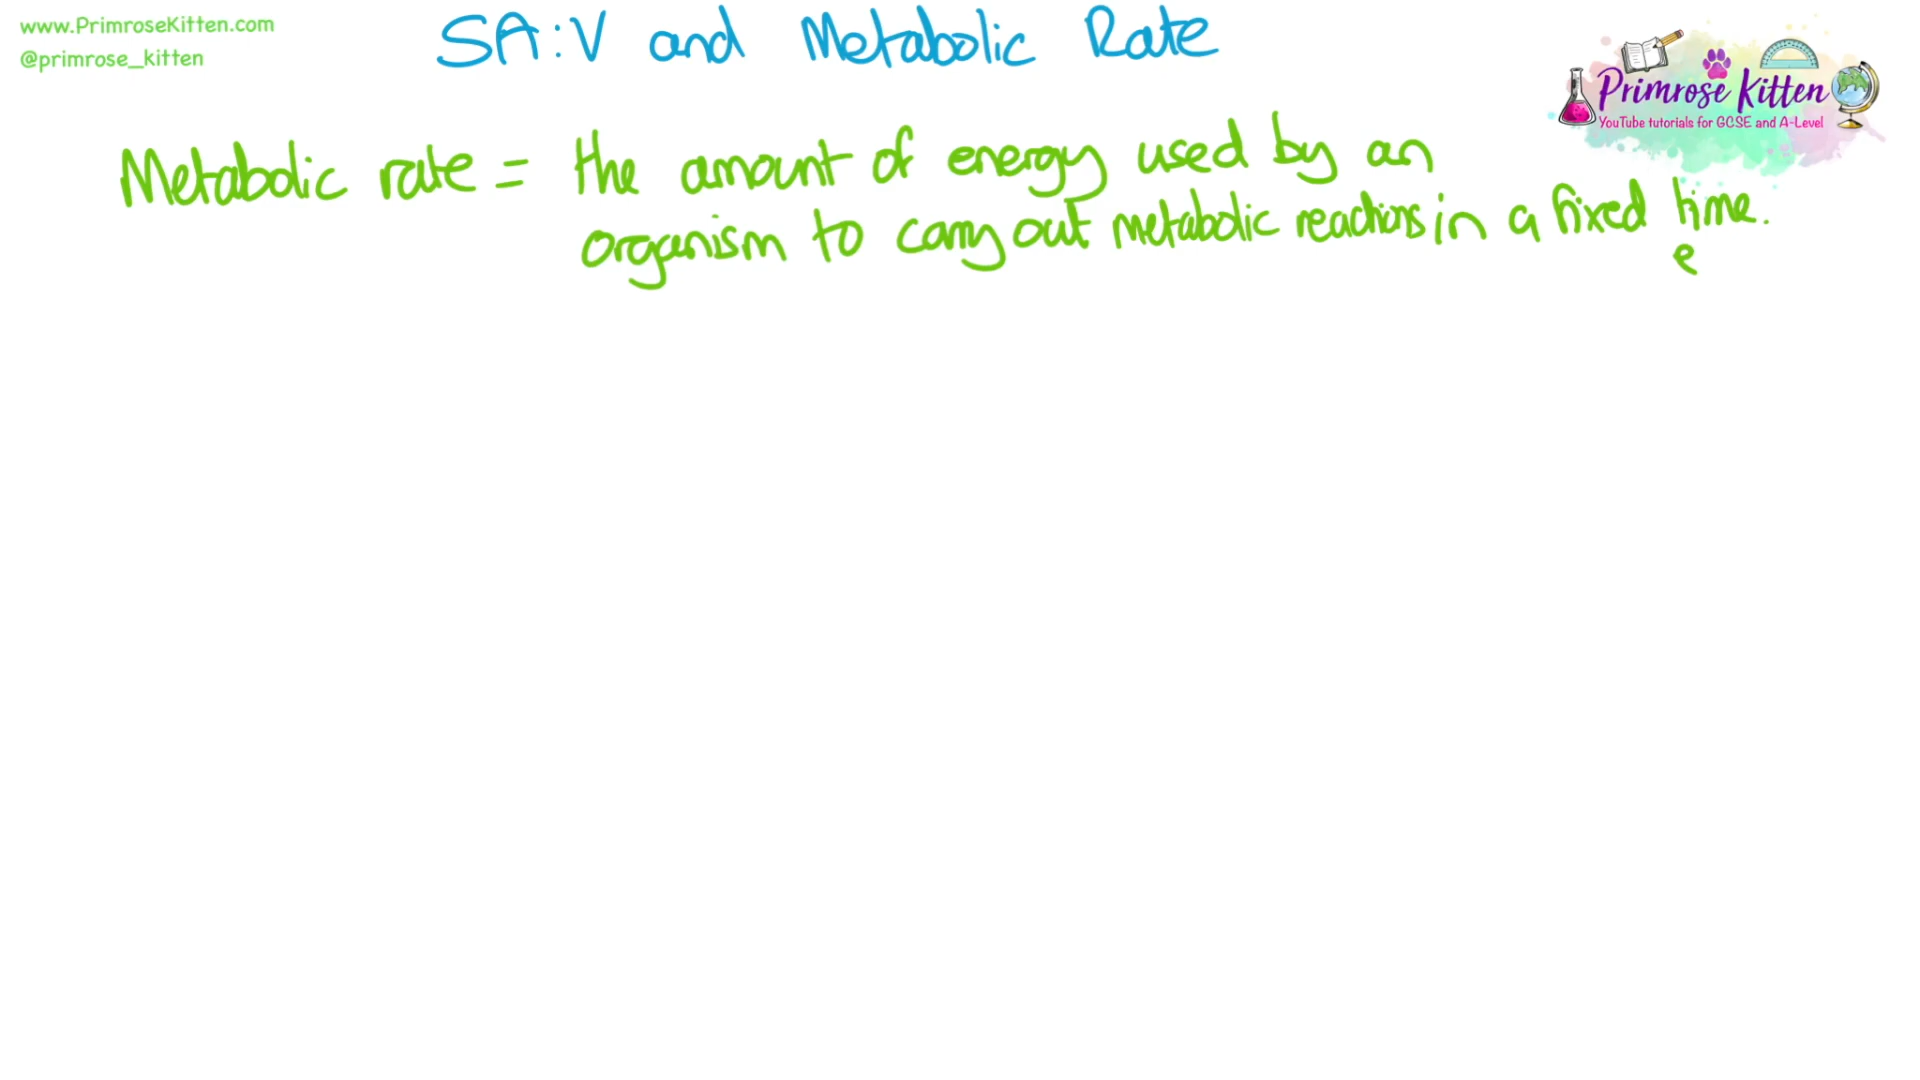 www.PrimroseKitten.com
@primrose_kitten
SA:V and Metabolic Rate
Primrose Kitten
YouTube tutorials for GCSE and A-Level
Metabolic rate = the amount of energy used by an
organism to carry out metabolic reactions in a fixed time.
e